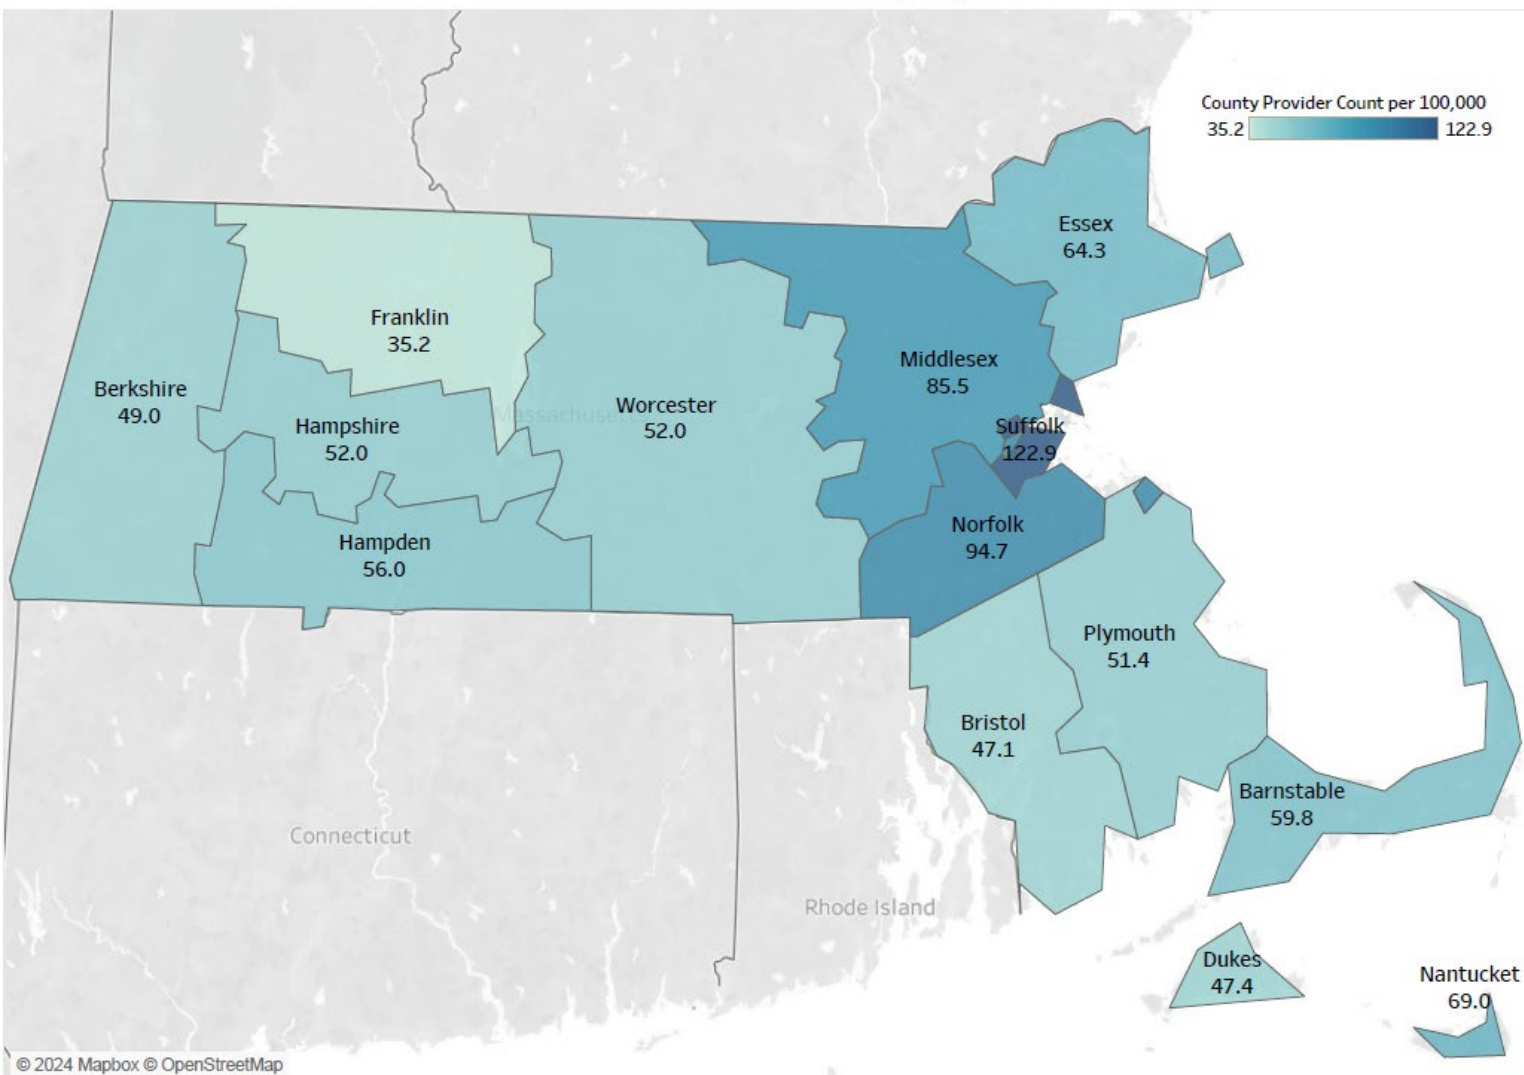 County Provider Count per 100,000
35.2 122.9
Essex
64.3
Franklin
35.2
Middlesex
85.5
Berkshire
49.0
Worcester
52.0
Massachusetts
Hampshire
52.0
Suffolk
122.9
Norfolk
94.7
Hampden
56.0
Plymouth
51.4
Bristol
47.1
Barnstable
59.8
Connecticut
Rhode Island
Dukes
47.4
Nantucket
69.0
© 2024 Mapbox © OpenStreetMap